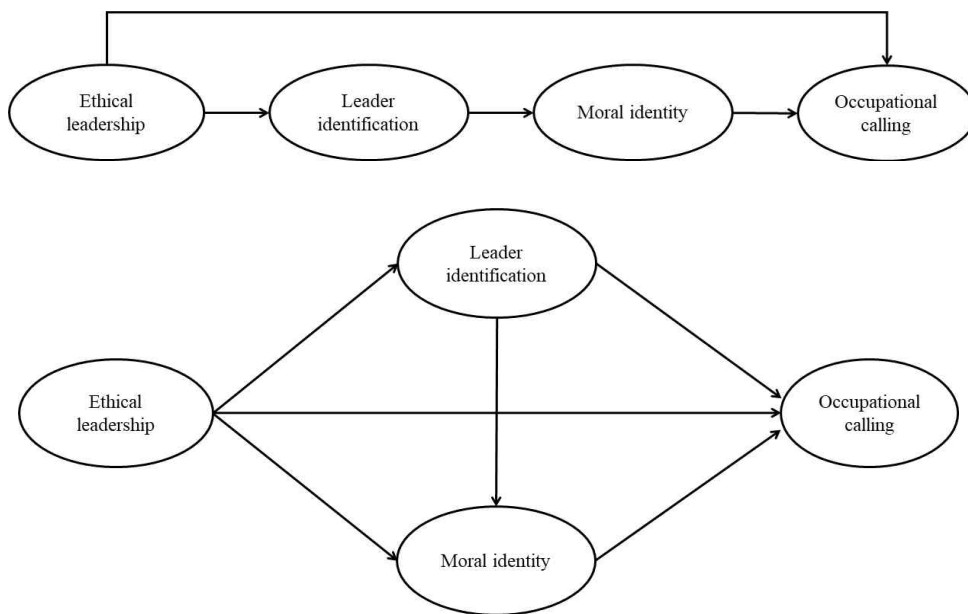 Ethical
leadership
Leader
identification
Moral identity
Occupational
calling
Leader
identification
Ethical
leadership
Occupational
calling
Moral identity